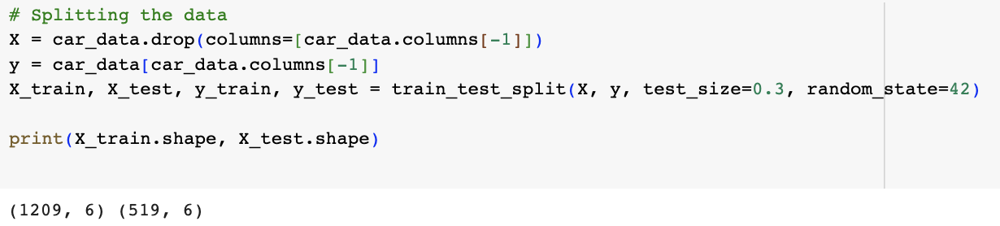 # Splitting the data
X = car_data.drop(columns=[car_data.columns[-1]])
y = car_data[car_data.columns[-1]]
X_train, X_test, y_train, y_test = train_test_split(X, y, test_size=0.3, random_state=42)
print(X_train.shape, X_test.shape)
(1209, 6) (519, 6)